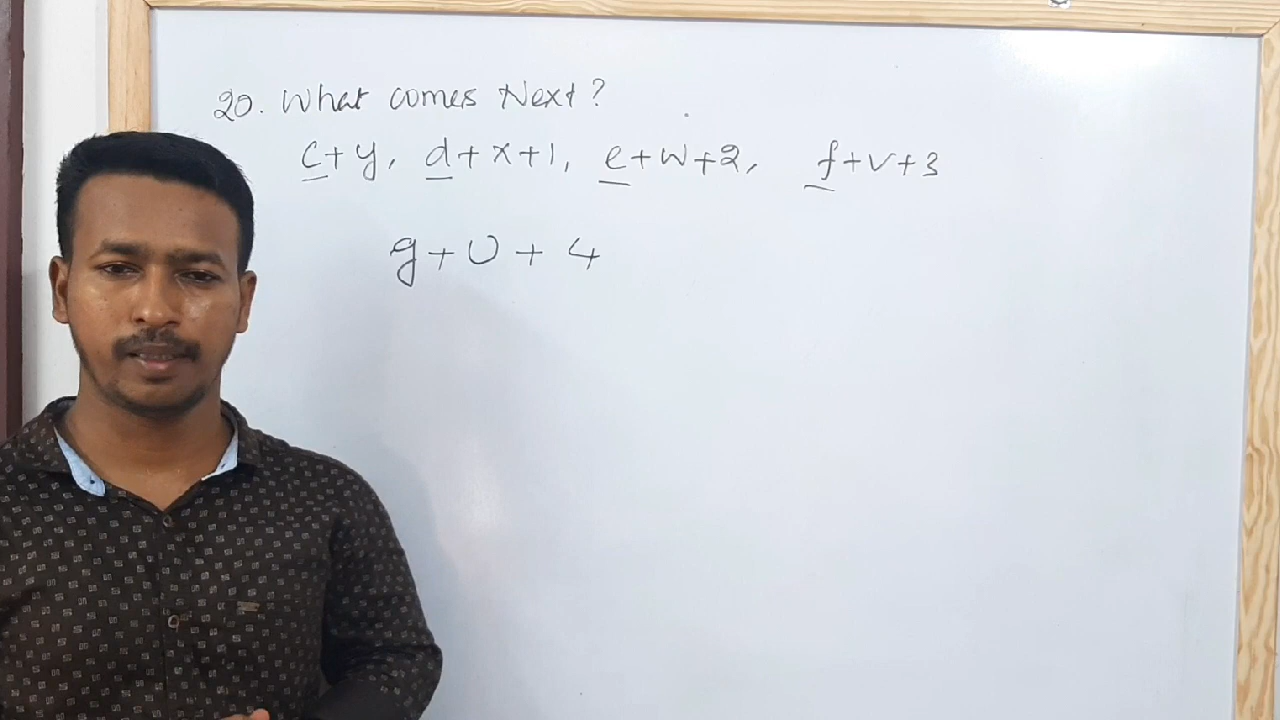 20. What comes Next?
c+y, d+x+1, e+w+2, f+v+3
g+U+4